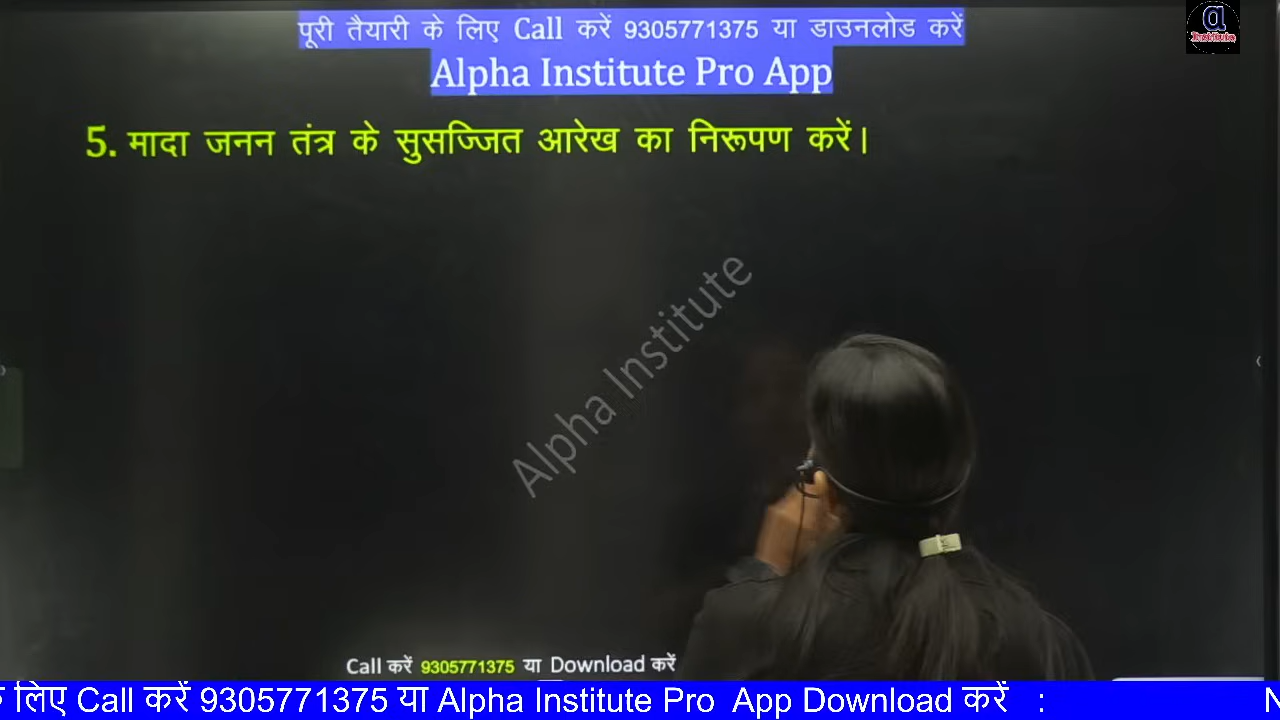 पूरी तैयारी के लिए Call करें 9305771375 या डाउनलोड करें
Alpha Institute Pro App
@
Institute
5. मादा जनन तंत्र के सुसज्जित आरेख का निरूपण करें।
Alpha Institute
Call करें 9305771375 या Download करें
के लिए Call करें 9305771375 या Alpha Institute Pro App Download करें : N